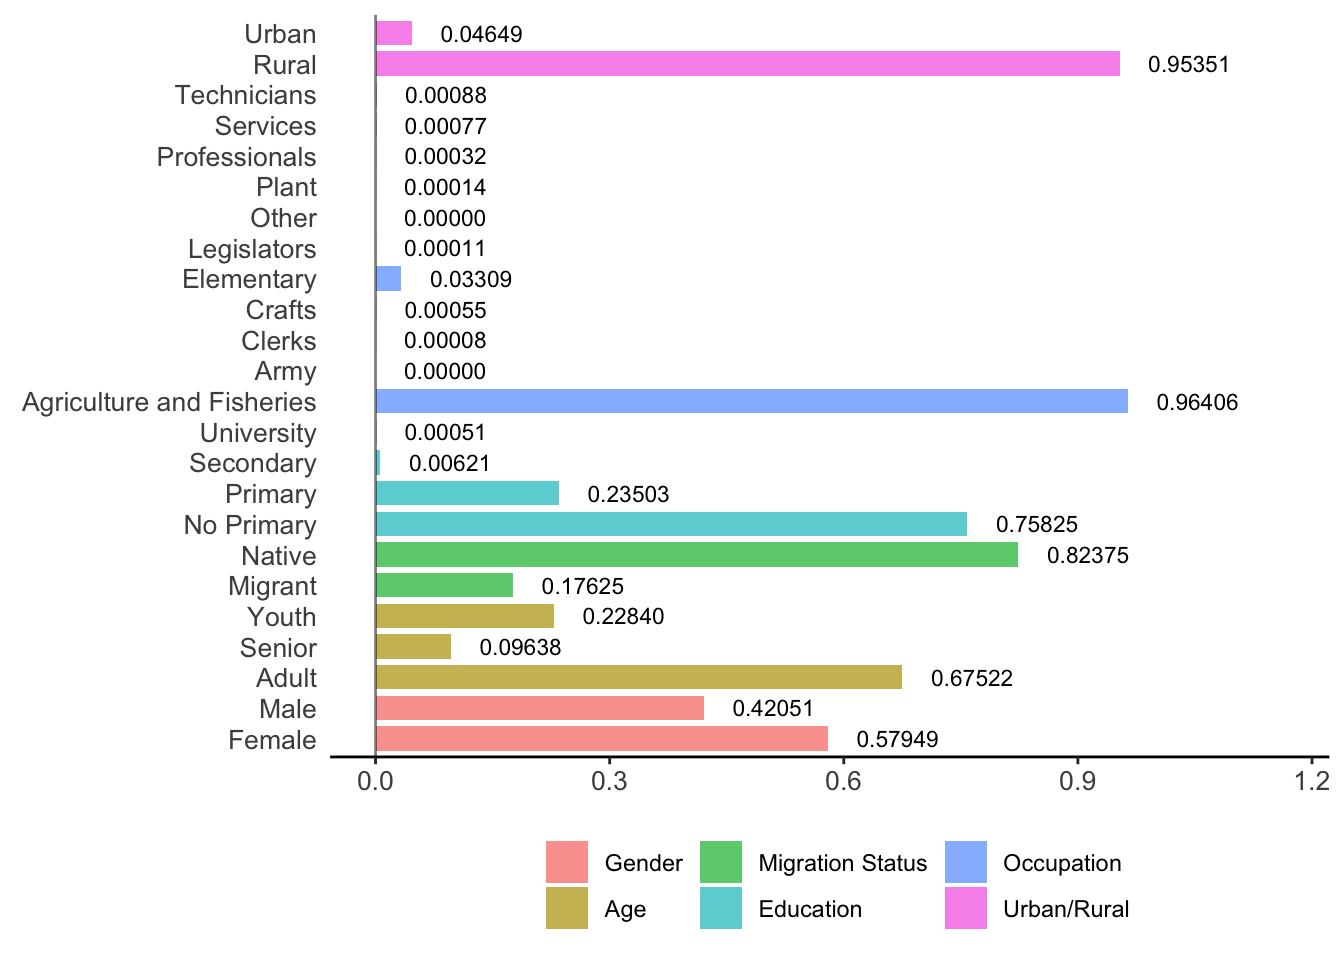 Urban 0.04649
Rural 0.95351
Technicians 0.00088
Services 0.00077
Professionals 0.00032
Plant 0.00014
Other 0.00000
Legislators 0.00011
Elementary 0.03309
Crafts 0.00055
Clerks 0.00008
Army 0.00000
Agriculture and Fisheries 0.96406
University 0.00051
Secondary 0.00621
Primary 0.23503
No Primary 0.75825
Native 0.82375
Migrant 0.17625
Youth 0.22840
Senior 0.09638
Adult 0.67522
Male 0.42051
Female 0.57949
0.0 0.3 0.6 0.9 1.2
Gender Migration Status Occupation
Age Education Urban/Rural